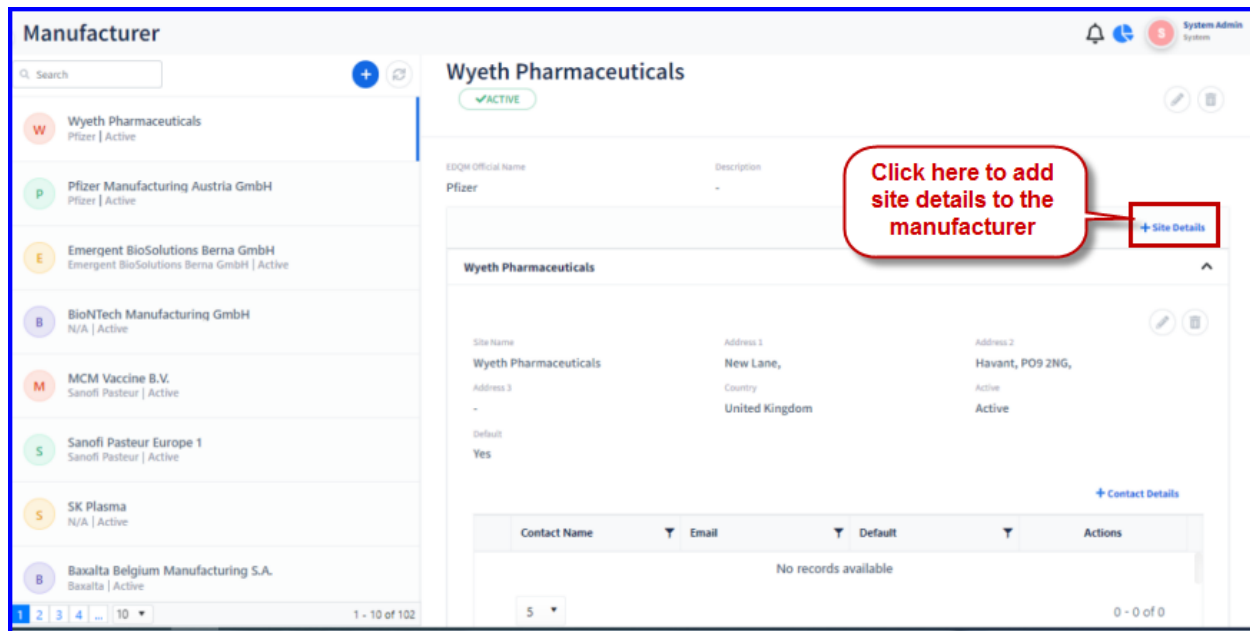 Manufacturer
S
System Admin
System
Search
W
Wyeth Pharmaceuticals
Pfizer | Active
P
Pfizer Manufacturing Austria GmbH
Pfizer | Active
E
Emergent BioSolutions Berna GmbH
Emergent BioSolutions Berna GmbH | Active
B
BioNTech Manufacturing GmbH
N/A | Active
M
MCM Vaccine B.V.
Sanofi Pasteur | Active
S
Sanofi Pasteur Europe 1
Sanofi Pasteur | Active
S
SK Plasma
N/A | Active
B
Baxalta Belgium Manufacturing S.A.
Baxalta | Active
1 2 3 4 ... 10 1 - 10 of 102
Wyeth Pharmaceuticals
ACTIVE
EDQM Official Name Description
Pfizer -
Click here to add
site details to the
manufacturer
+ Site Details
Wyeth Pharmaceuticals
Site Name Address 1 Address 2
Wyeth Pharmaceuticals New Lane, Havant, PO9 2NG,
Address 3 Country Active
- United Kingdom Active
Default
Yes
+ Contact Details
Contact Name Email Default Actions
No records available
5 0 - 0 of 0